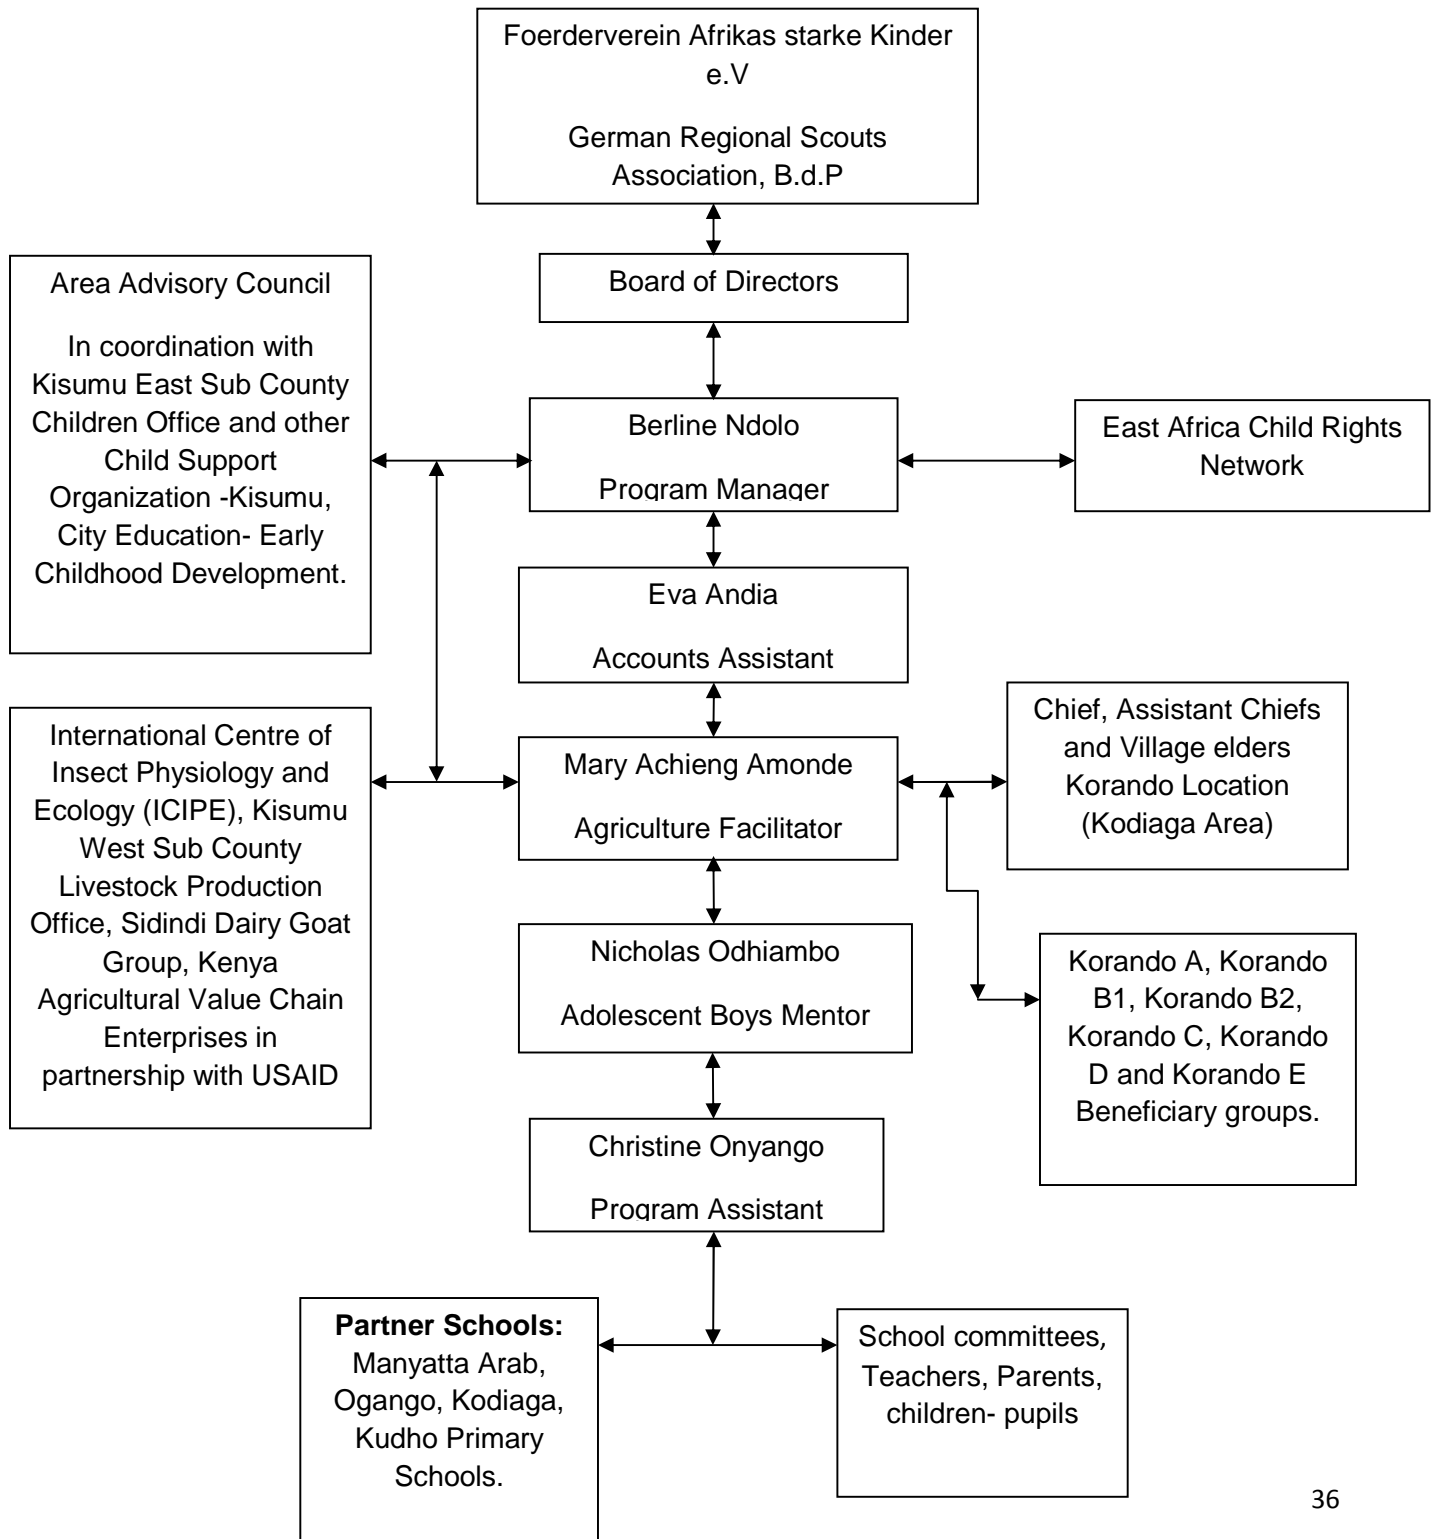 Foerderverein Afrikas starke Kinder
e.V
German Regional Scouts
Association, B.d.P
Board of Directors
Area Advisory Council
In coordination with
Kisumu East Sub County
Children Office and other
Child Support
Organization -Kisumu,
City Education- Early
Childhood Development.
Berline Ndolo
Program Manager
East Africa Child Rights
Network
Eva Andia
Accounts Assistant
International Centre of
Insect Physiology and
Ecology (ICIPE), Kisumu
West Sub County
Livestock Production
Office, Sidindi Dairy Goat
Group, Kenya
Agricultural Value Chain
Enterprises in
partnership with USAID
Mary Achieng Amonde
Agriculture Facilitator
Chief, Assistant Chiefs
and Village elders
Korando Location
(Kodiaga Area)
Nicholas Odhiambo
Adolescent Boys Mentor
Korando A, Korando
B1, Korando B2,
Korando C, Korando
D and Korando E
Beneficiary groups.
Christine Onyango
Program Assistant
Partner Schools:
Manyatta Arab,
Ogango, Kodiaga,
Kudho Primary
Schools.
School committees,
Teachers, Parents,
children- pupils
36